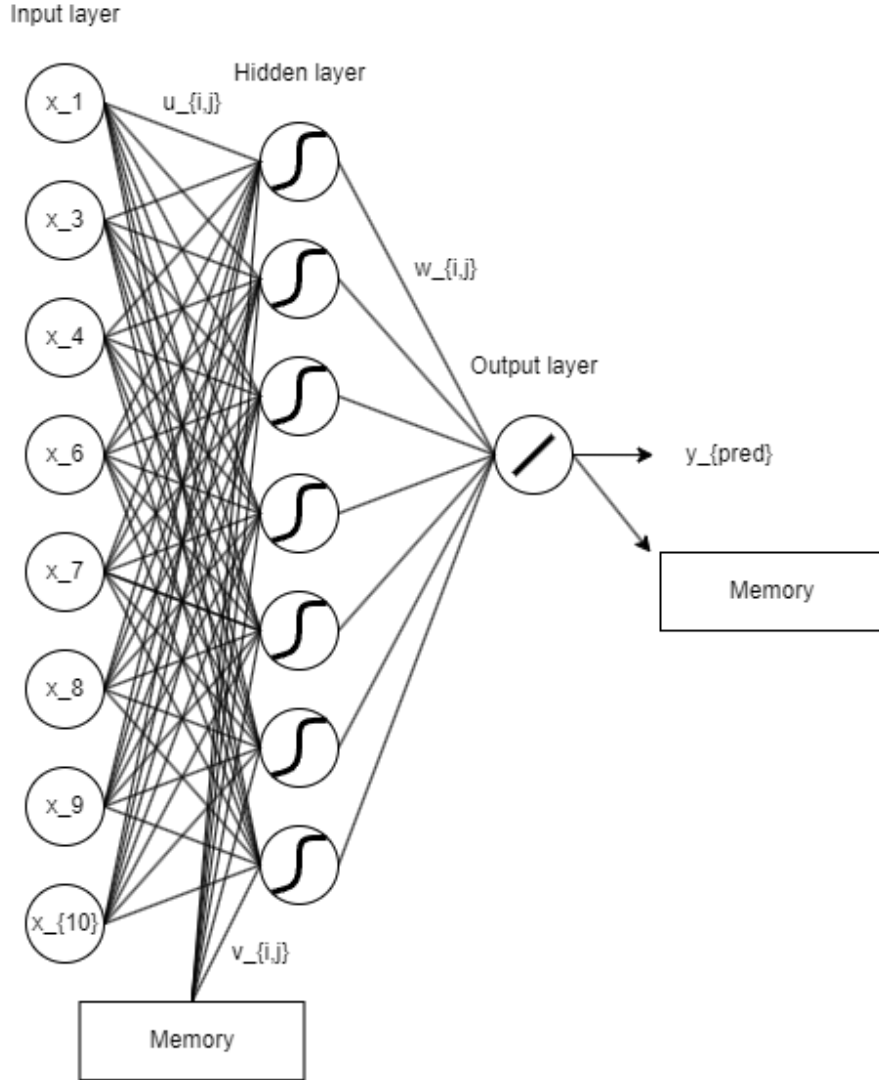 Input layer
Hidden layer
x_1
u_{i,j}
x_3
w_{i,j}
x_4
Output layer
x_6
y_{pred}
x_7
Memory
x_8
x_9
x_{10}
v_{i,j}
Memory